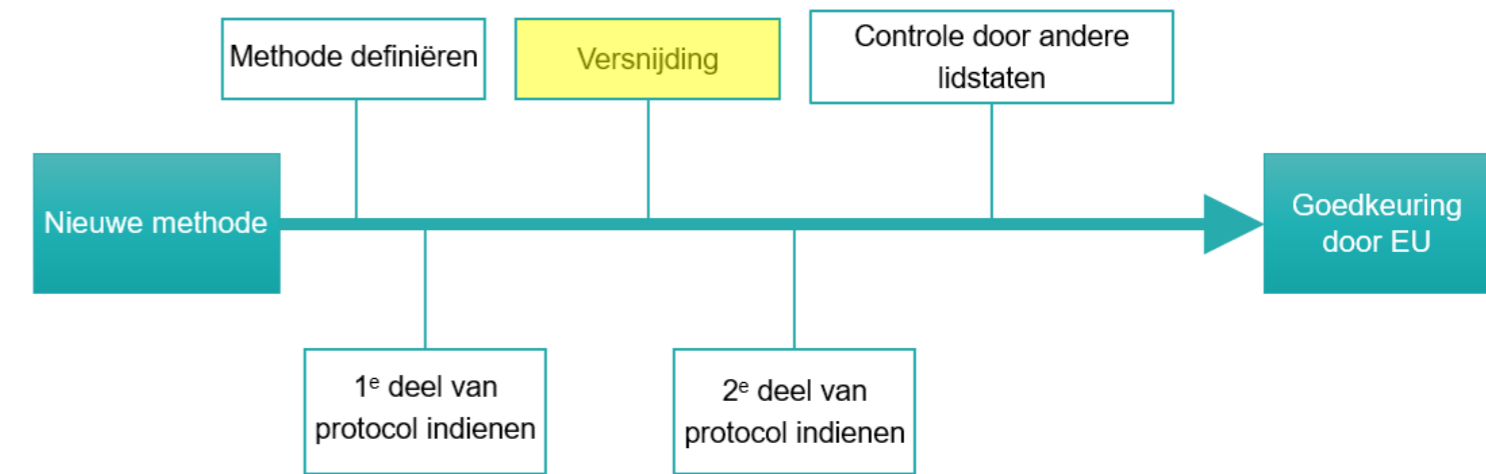 Methode definiëren
Versnijding
Controle door andere
lidstaten
Nieuwe methode
Goedkeuring
door EU
1ᵉ deel van
protocol indienen
2ᵉ deel van
protocol indienen